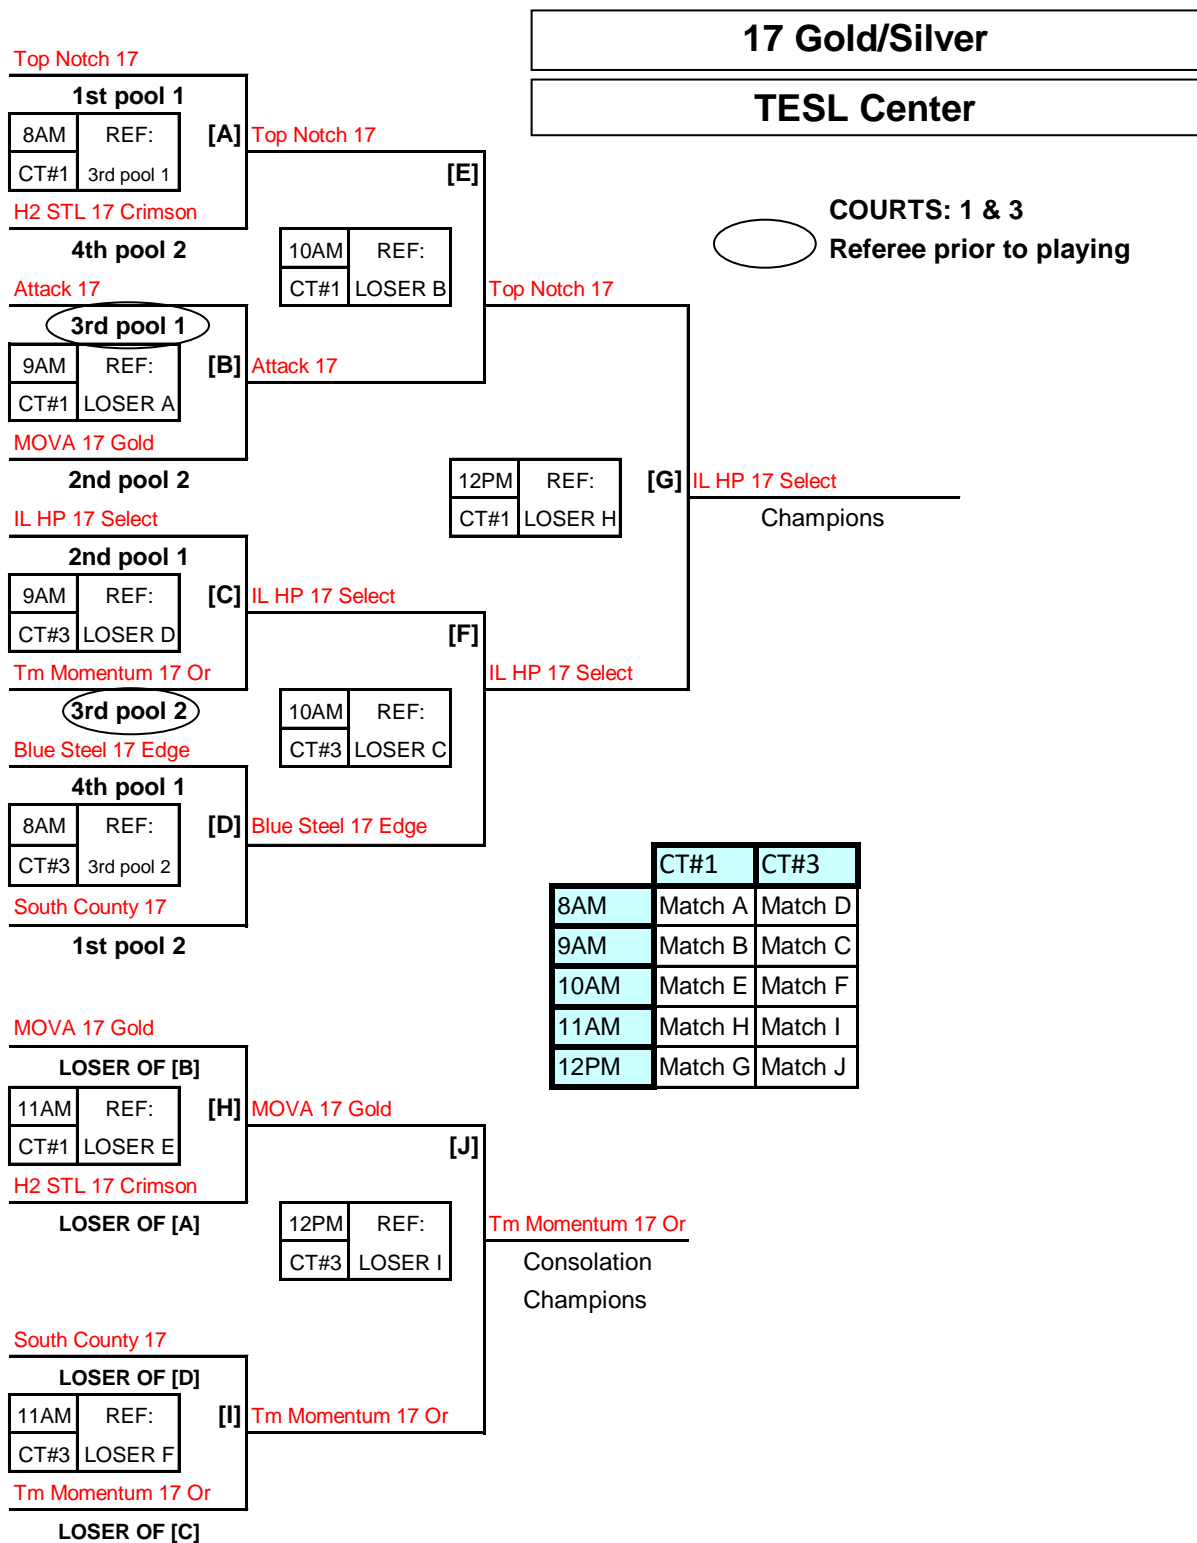 17 Gold/Silver
TESL Center
COURTS: 1 & 3
Referee prior to playing
Top Notch 17
1st pool 1
8AM REF: [A] Top Notch 17
CT#1 3rd pool 1 [E]
H2 STL 17 Crimson
4th pool 2
10AM REF:
CT#1 LOSER B Top Notch 17
Attack 17
3rd pool 1
9AM REF: [B] Attack 17
CT#1 LOSER A
MOVA 17 Gold
2nd pool 2
12PM REF: [G] IL HP 17 Select
CT#1 LOSER H Champions
IL HP 17 Select
2nd pool 1
9AM REF: [C] IL HP 17 Select
CT#3 LOSER D [F]
Tm Momentum 17 Or IL HP 17 Select
3rd pool 2
10AM REF:
CT#3 LOSER C
Blue Steel 17 Edge
4th pool 1
8AM REF: [D] Blue Steel 17 Edge
CT#3 3rd pool 2
South County 17
1st pool 2
CT#1 CT#3
8AM Match A Match D
9AM Match B Match C
10AM Match E Match F
11AM Match H Match I
12PM Match G Match J
MOVA 17 Gold
LOSER OF [B]
11AM REF: [H] MOVA 17 Gold
CT#1 LOSER E [J]
H2 STL 17 Crimson
LOSER OF [A]
12PM REF: Tm Momentum 17 Or
CT#3 LOSER I Consolation
Champions
South County 17
LOSER OF [D]
11AM REF: [I] Tm Momentum 17 Or
CT#3 LOSER F
Tm Momentum 17 Or
LOSER OF [C]